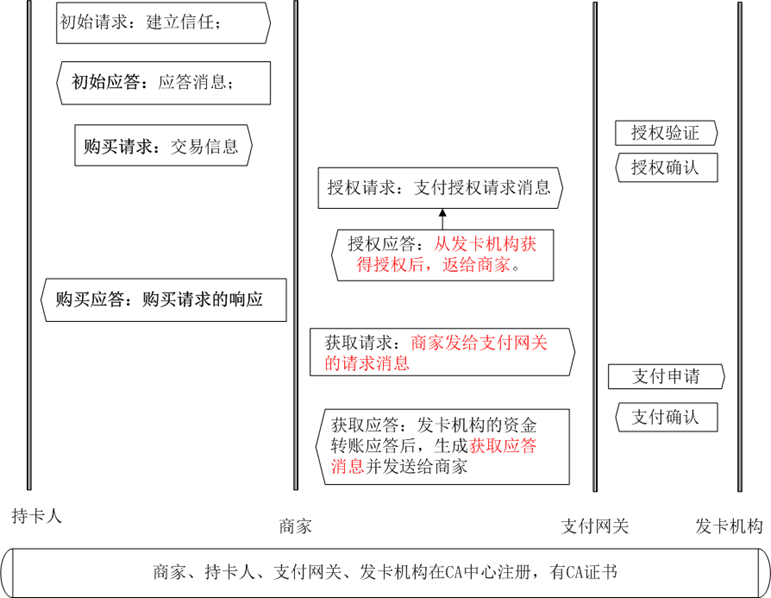 初始请求：建立信任；
初始应答：应答消息；
购买请求：交易信息
授权验证
授权确认
授权请求：支付授权请求消息
授权应答：从发卡机构获
得授权后，返给商家。
购买应答：购买请求的响应
获取请求：商家发给支付网关
的请求消息
支付申请
支付确认
获取应答：发卡机构的资金
转账应答后，生成获取应答
消息并发送给商家
持卡人
商家
支付网关
发卡机构
商家、持卡人、支付网关、发卡机构在CA中心注册，有CA证书